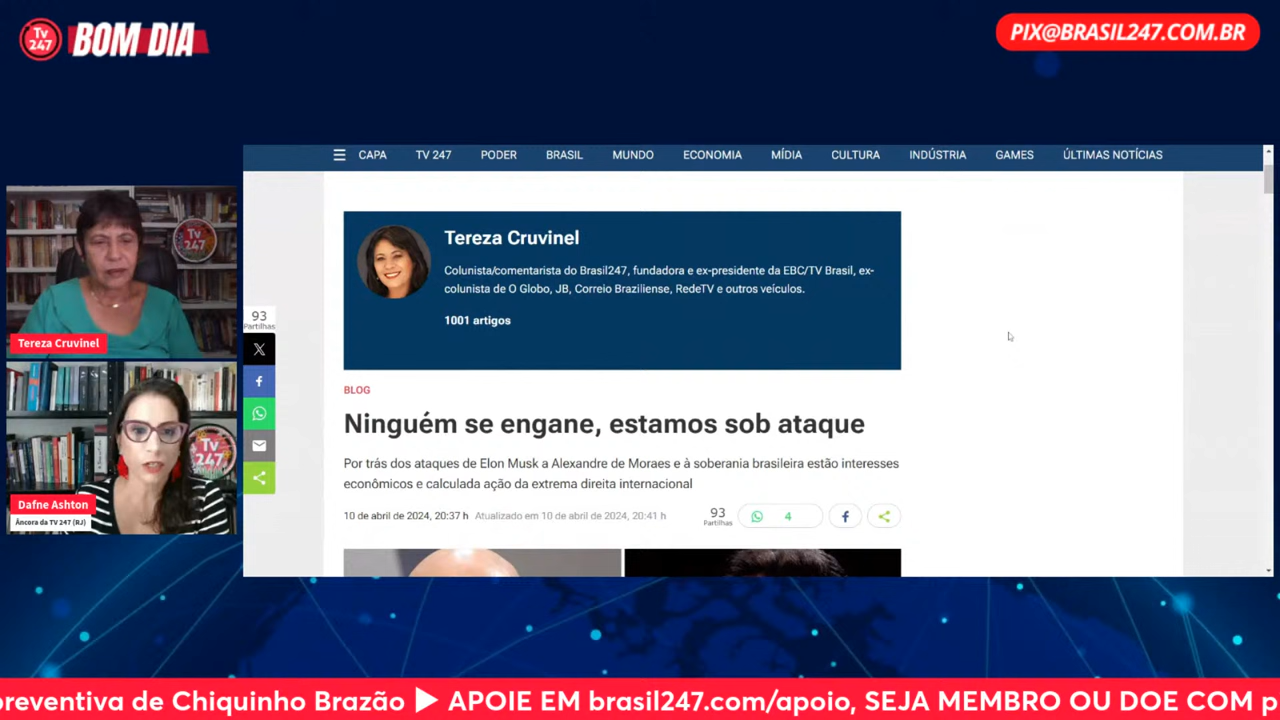 Tv 247 BOM DIA
PIX@BRASIL247.COM.BR
CAPA TV 247 PODER BRASIL MUNDO ECONOMIA MÍDIA CULTURA INDÚSTRIA GAMES ÚLTIMAS NOTÍCIAS
Tereza Cruvinel
Colunista/comentarista do Brasil247, fundadora e ex-presidente da EBC/TV Brasil, ex-
colunista de O Globo, JB, Correio Braziliense, RedeTV e outros veículos.
1001 artigos
Tv 247
Tereza Cruvinel
93
Partilhas
BLOG
Ninguém se engane, estamos sob ataque
Por trás dos ataques de Elon Musk a Alexandre de Moraes e à soberania brasileira estão interesses
econômicos e calculada ação da extrema direita internacional
10 de abril de 2024, 20:37 h Atualizado em 10 de abril de 2024, 20:41 h
93
Partilhas
4
Tv 247
Dafne Ashton
Âncora da TV 247 (RJ)
preventiva de Chiquinho Brazão ▶ APOIE EM brasil247.com/apoio, SEJA MEMBRO OU DOE COM p